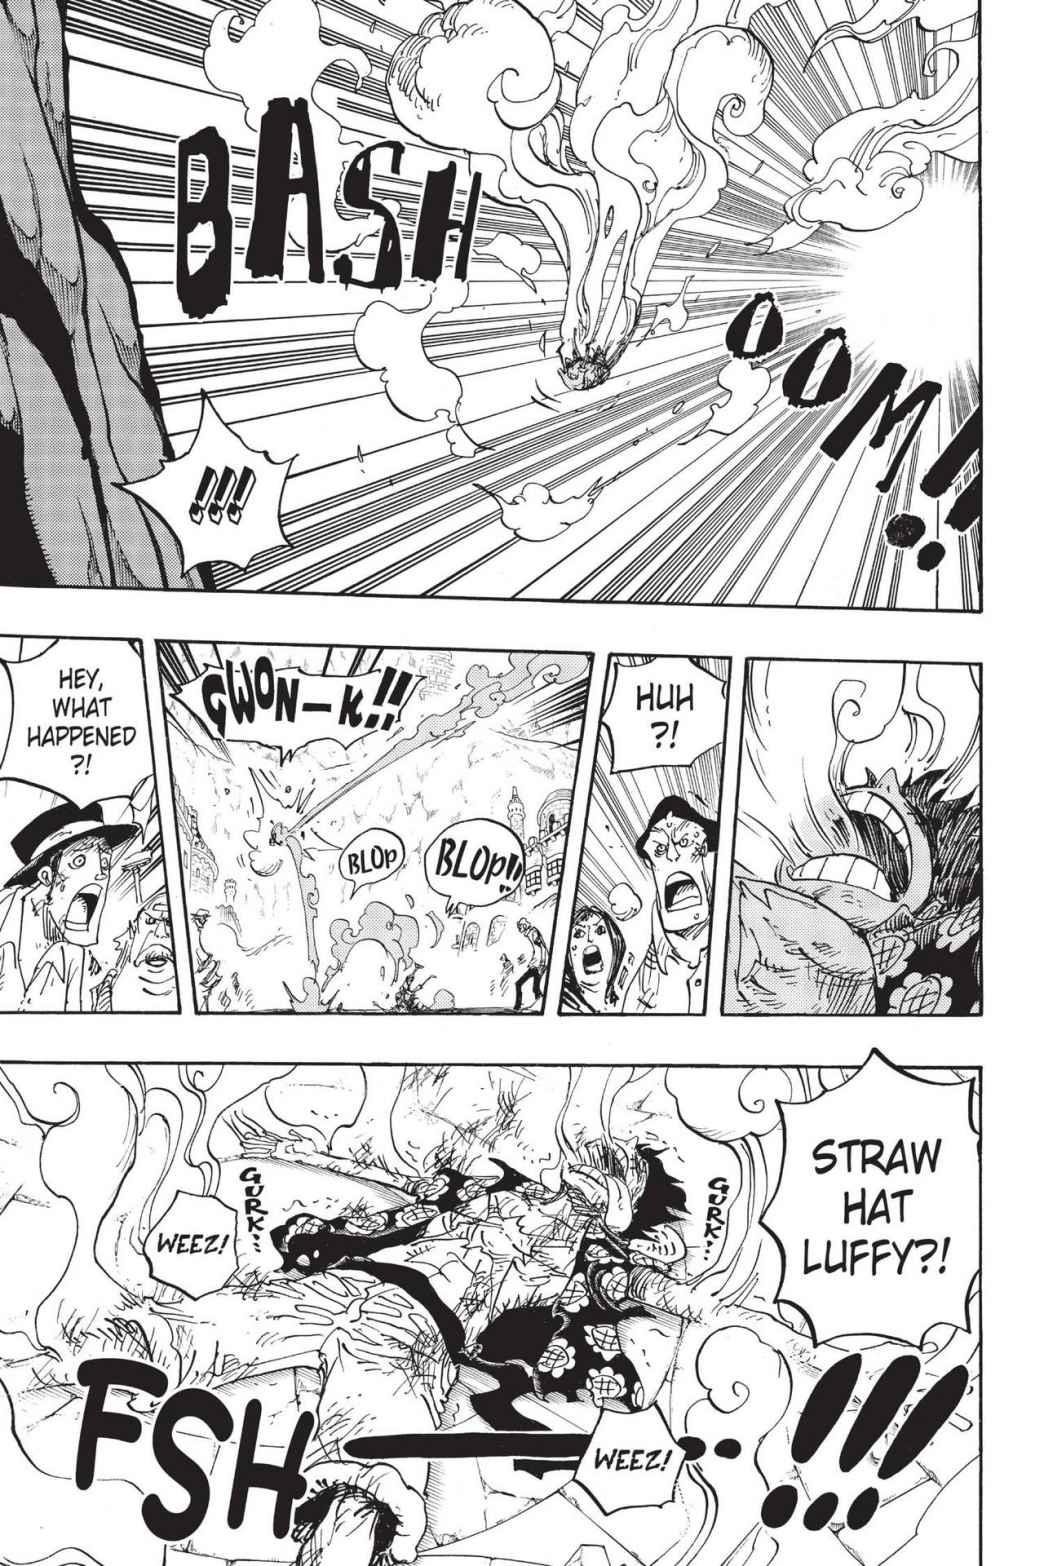 BASH
OOM!!
!!!!
HUH
?!
GWON—K!!
BLOP!!
BLOP
HEY,
WHAT
HAPPENED
?!
STRAW
HAT
LUFFY?!
GURK...
GURK...
WEEZ!
WEEZ!
FSH—...
!!!